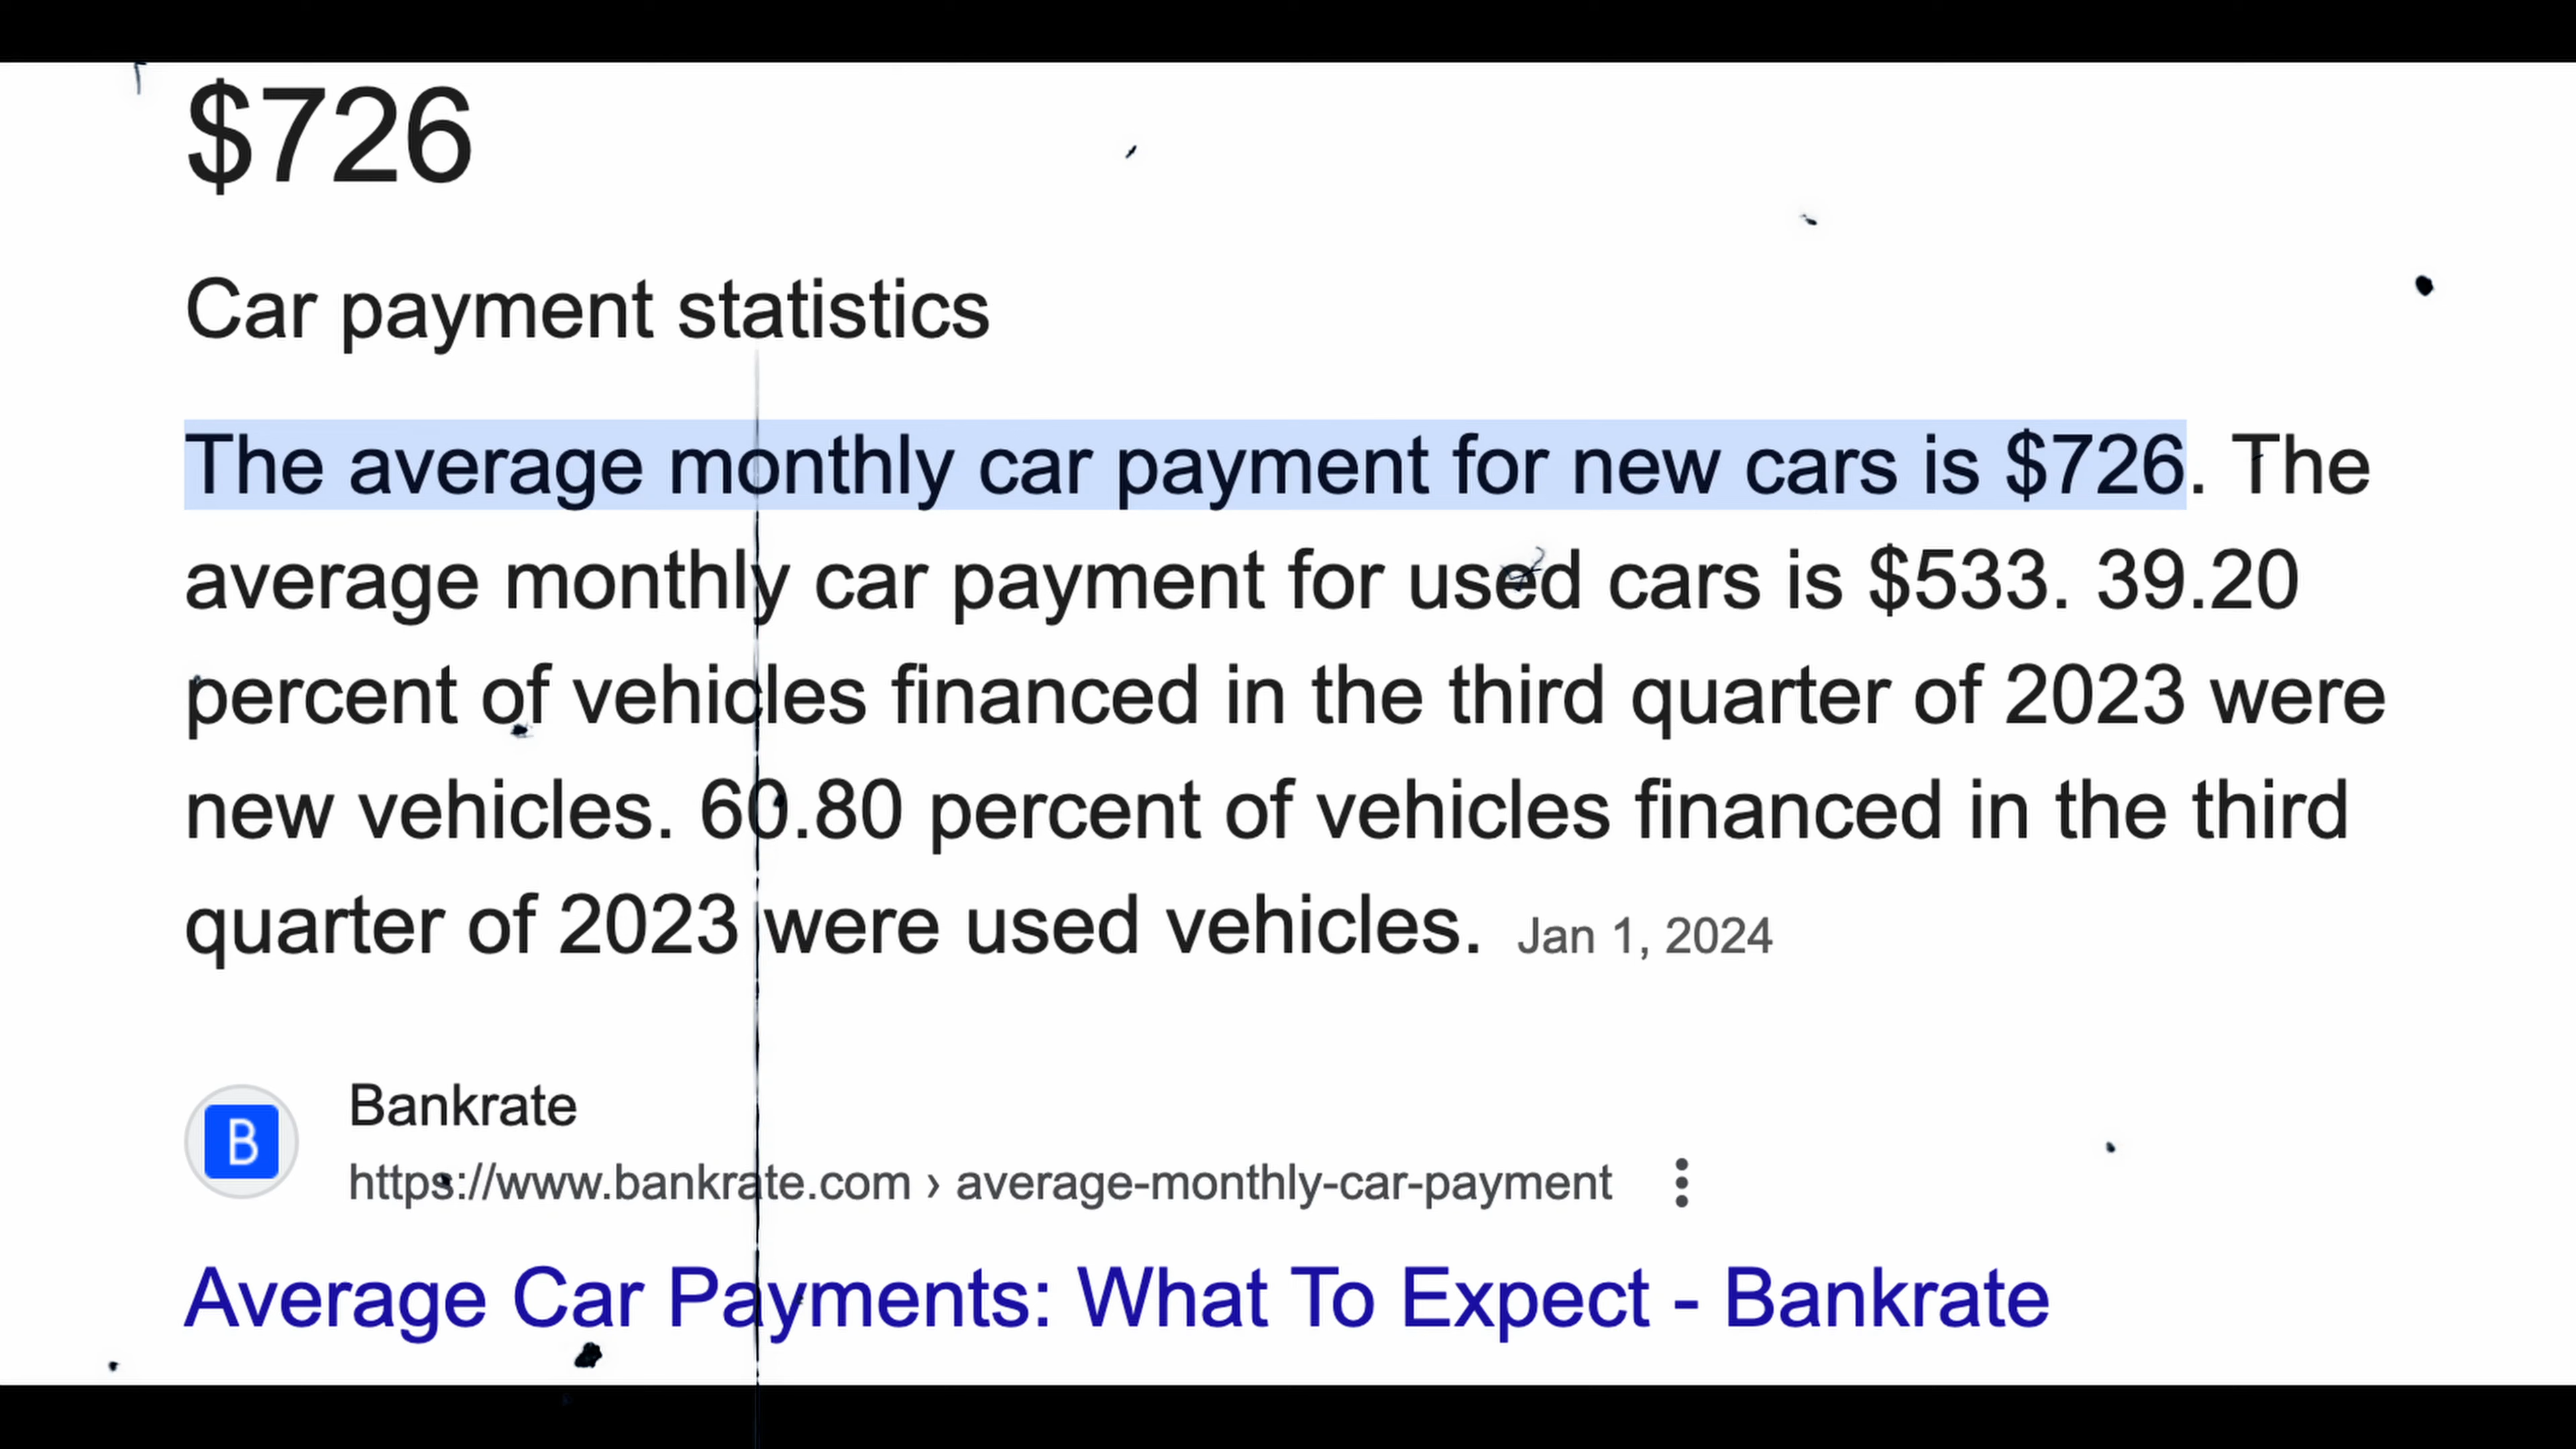 $726
Car payment statistics
The average monthly car payment for new cars is $726. The
average monthly car payment for used cars is $533. 39.20
percent of vehicles financed in the third quarter of 2023 were
new vehicles. 60.80 percent of vehicles financed in the third
quarter of 2023 were used vehicles. Jan 1, 2024
B
Bankrate
https://www.bankrate.com › average-monthly-car-payment
Average Car Payments: What To Expect - Bankrate